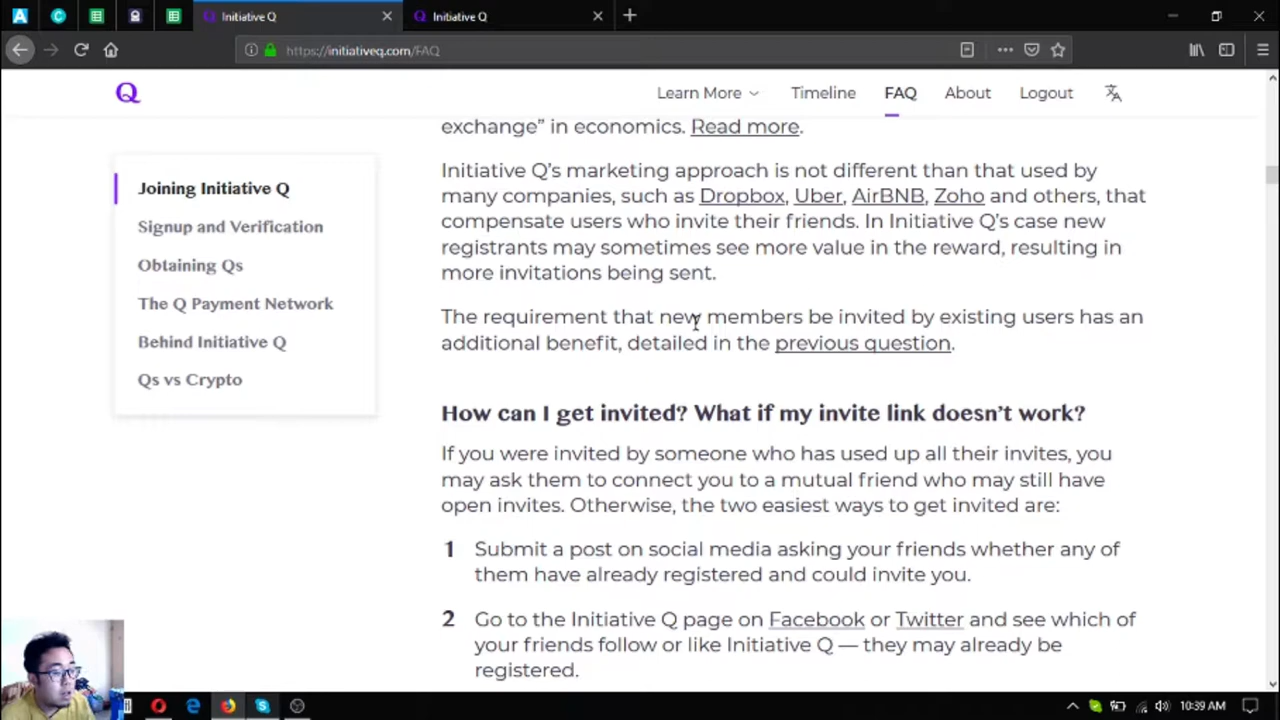 Initiative Q
Initiative Q
https://initiativeq.com/FAQ
Q
Learn More
Timeline
FAQ
About
Logout
Joining Initiative Q
Signup and Verification
Obtaining Qs
The Q Payment Network
Behind Initiative Q
Qs vs Crypto
exchange” in economics. Read more.
Initiative Q’s marketing approach is not different than that used by
many companies, such as Dropbox, Uber, AirBNB, Zoho and others, that
compensate users who invite their friends. In Initiative Q’s case new
registrants may sometimes see more value in the reward, resulting in
more invitations being sent.
The requirement that new members be invited by existing users has an
additional benefit, detailed in the previous question.
How can I get invited? What if my invite link doesn’t work?
If you were invited by someone who has used up all their invites, you
may ask them to connect you to a mutual friend who may still have
open invites. Otherwise, the two easiest ways to get invited are:
1 Submit a post on social media asking your friends whether any of
them have already registered and could invite you.
2 Go to the Initiative Q page on Facebook or Twitter and see which of
your friends follow or like Initiative Q — they may already be
registered.
10:39 AM